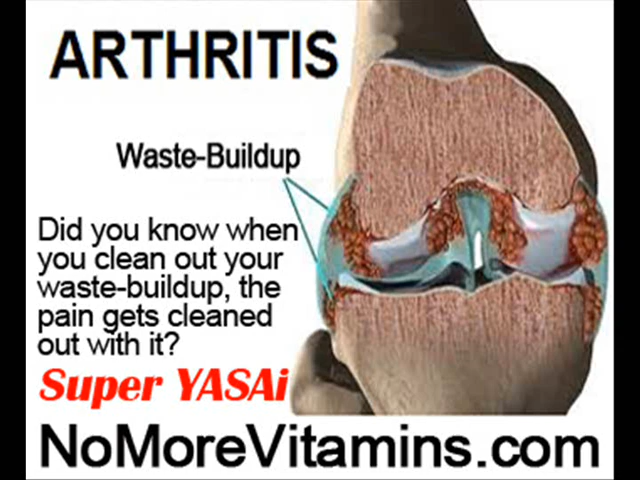 ARTHRITIS
Waste-Buildup
Did you know when
you clean out your
waste-buildup, the
pain gets cleaned
out with it?
Super YASAi
NoMoreVitamins.com